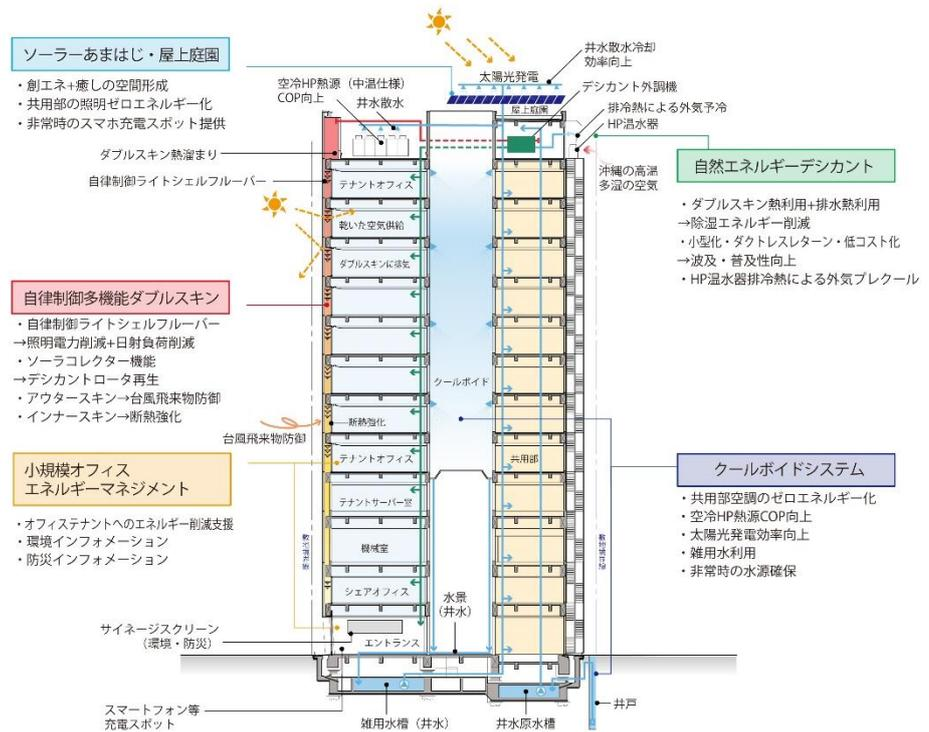 ソーラーあまはじ・屋上庭園
・創エネ+癒しの空間形成
・共用部の照明ゼロエネルギー化
・非常時のスマホ充電スポット提供
空冷HP熱源（中温仕様）
COP向上
井水散水
太陽光発電
井水散水冷却
効率向上
デシカント外調機
屋上庭園
排冷熱による外気予冷
HP温水器
沖縄の高温
多湿の空気
ダブルスキン熱溜まり
自律制御ライトシェルフルーバー
自然エネルギーデシカント
・ダブルスキン熱利用+排水熱利用
→除湿エネルギー削減
・小型化・ダクトレスレターン・低コスト化
→波及・普及性向上
・HP温水器排冷熱による外気プレクール
テナントオフィス
乾いた空気供給
ダブルスキンに排気
自律制御多機能ダブルスキン
・自律制御ライトシェルフルーバー
→照明電力削減+日射負荷削減
・ソーラコレクター機能
→デシカントロータ再生
・アウタースキン→台風飛来物防御
・インナースキン→断熱強化
クールボイド
断熱強化
台風飛来物防御
テナントオフィス
共用部
小規模オフィス
エネルギーマネジメント
・オフィステナントへのエネルギー削減支援
・環境インフォメーション
・防災インフォメーション
クールボイドシステム
・共用部空調のゼロエネルギー化
・空冷HP熱源COP向上
・太陽光発電効率向上
・雑用水利用
・非常時の水源確保
テナントサーバー室
機械室
シェアオフィス
水景
（井水）
サイネージスクリーン
（環境・防災）
エントランス
スマートフォン等
充電スポット
雑用水槽（井水）
井水原水槽
井戸